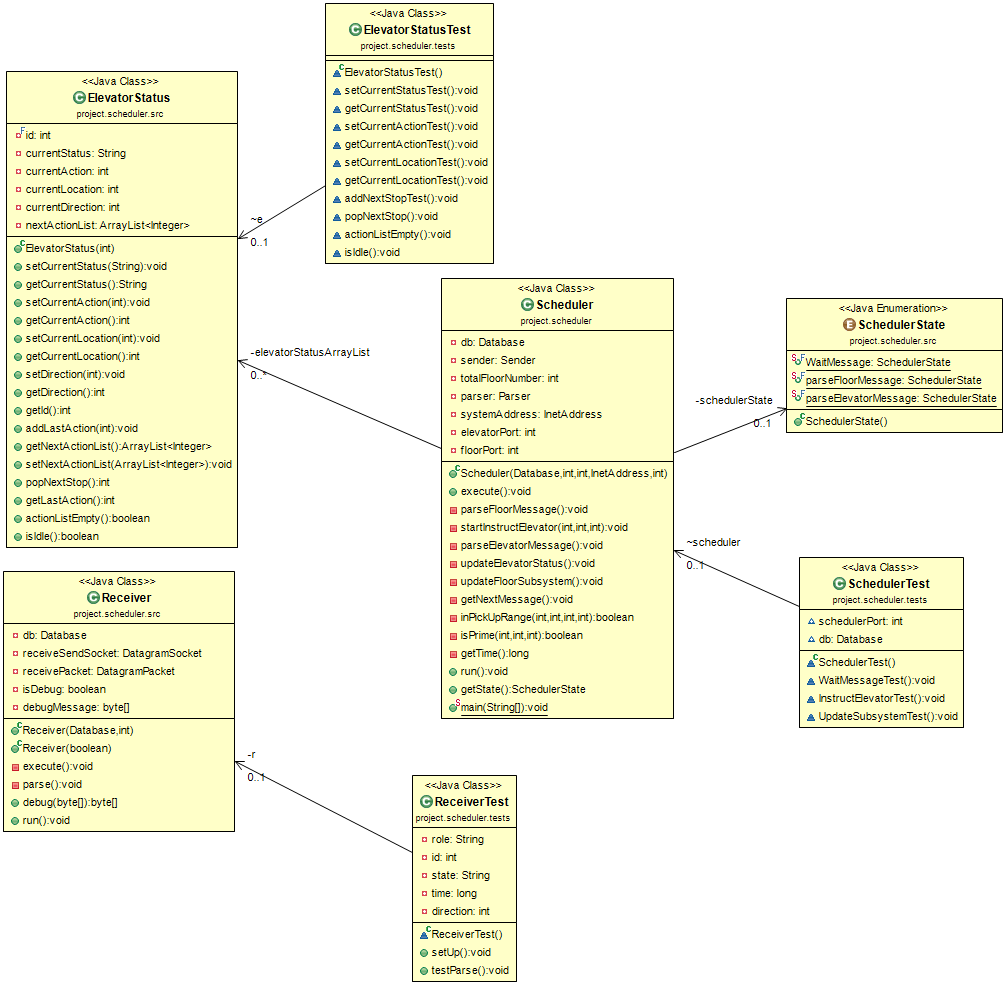 <<Java Class>>
C ElevatorStatusTest
project.scheduler.tests
C ElevatorStatusTest()
setCurrentStatusTest():void
getCurrentStatusTest():void
setCurrentActionTest():void
getCurrentActionTest():void
setCurrentLocationTest():void
getCurrentLocationTest():void
addNextStopTest():void
popNextStop():void
actionListEmpty():void
isIdle():void
<<Java Class>>
C ElevatorStatus
project.scheduler.src
F id: int
currentStatus: String
currentAction: int
currentLocation: int
currentDirection: int
nextActionList: ArrayList<Integer>
C ElevatorStatus(int)
setCurrentStatus(String):void
getCurrentStatus():String
setCurrentAction(int):void
getCurrentAction():int
setCurrentLocation(int):void
getCurrentLocation():int
setDirection(int):void
getDirection():int
getId():int
addLastAction(int):void
getNextActionList():ArrayList<Integer>
setNextActionList(ArrayList<Integer>):void
popNextStop():int
getLastAction():int
actionListEmpty():boolean
isIdle():boolean
~e
0..1
<<Java Class>>
C Scheduler
project.scheduler
db: Database
sender: Sender
totalFloorNumber: int
parser: Parser
systemAddress: InetAddress
elevatorPort: int
floorPort: int
C Scheduler(Database,int,int,InetAddress,int)
execute():void
parseFloorMessage():void
startInstructElevator(int,int,int):void
parseElevatorMessage():void
updateElevatorStatus():void
updateFloorSubsystem():void
getNextMessage():void
inPickUpRange(int,int,int,int):boolean
isPrime(int,int,int):boolean
getTime():long
run():void
getState():SchedulerState
S main(String[]):void
-elevatorStatusArrayList
0..*
<<Java Enumeration>>
E SchedulerState
project.scheduler.src
S F WaitMessage: SchedulerState
S F parseFloorMessage: SchedulerState
S F parseElevatorMessage: SchedulerState
C SchedulerState()
-schedulerState
0..1
~scheduler
0..1
<<Java Class>>
C SchedulerTest
project.scheduler.tests
schedulerPort: int
db: Database
C SchedulerTest()
WaitMessageTest():void
InstructElevatorTest():void
UpdateSubsystemTest():void
<<Java Class>>
C Receiver
project.scheduler.src
db: Database
receiveSendSocket: DatagramSocket
receivePacket: DatagramPacket
isDebug: boolean
debugMessage: byte[]
C Receiver(Database,int)
C Receiver(boolean)
execute():void
parse():void
debug(byte[]):byte[]
run():void
-r
0..1
<<Java Class>>
C ReceiverTest
project.scheduler.tests
role: String
id: int
state: String
time: long
direction: int
C ReceiverTest()
setUp():void
testParse():void